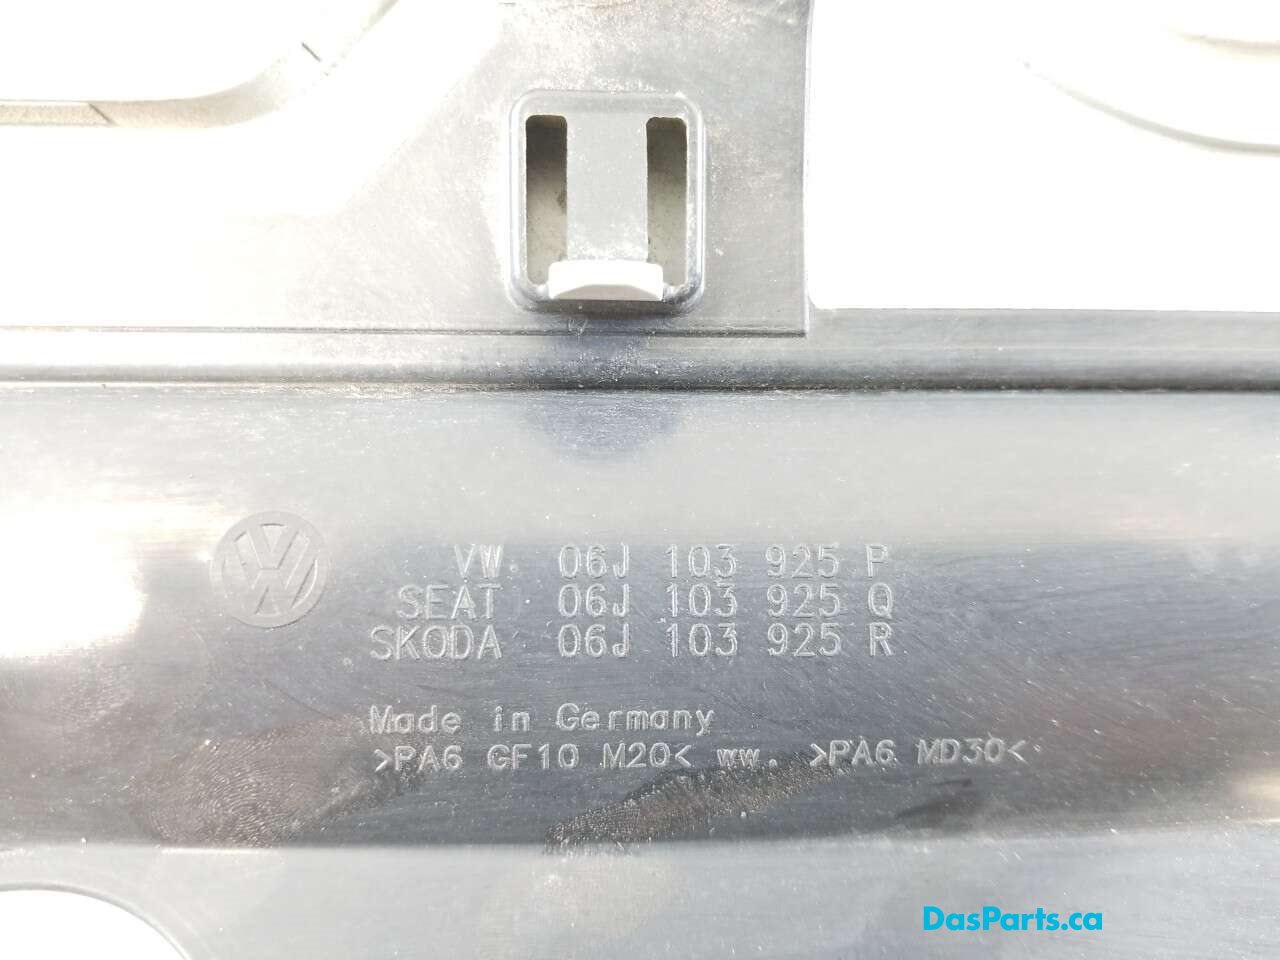 VW. 06J 103 925 P
SEAT 06J 103 925 Q
SKODA 06J 103 925 R
Made in Germany
>PA6 GF10 M20< ww. >PA6 MD30<
DasParts.ca